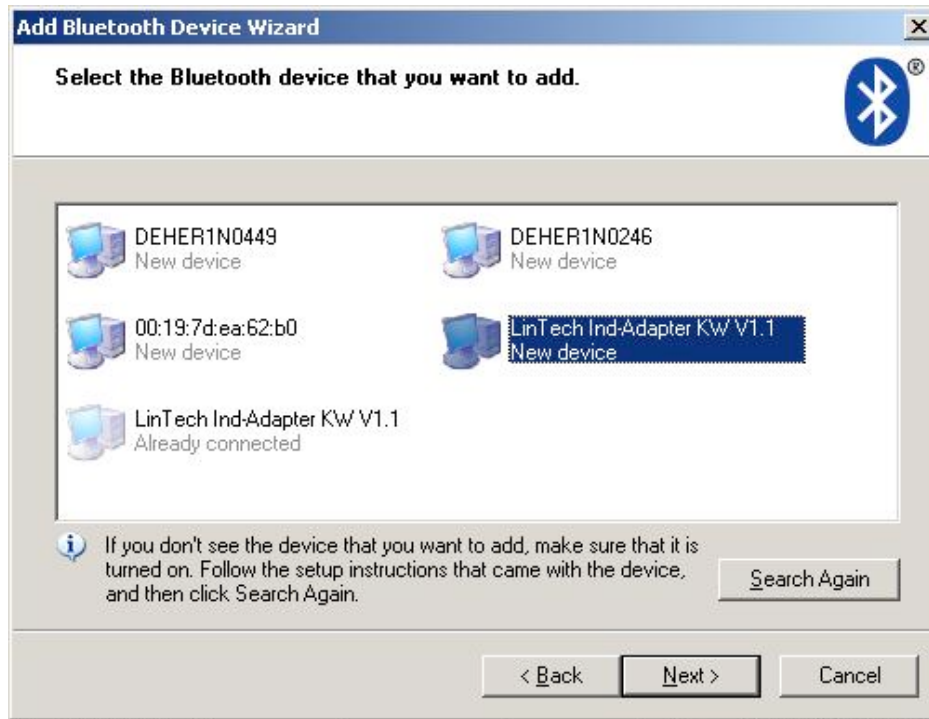 Add Bluetooth Device Wizard
Select the Bluetooth device that you want to add.
®
DEHER1N0449
New device
DEHER1N0246
New device
00:19:7d:ea:62:b0
New device
LinTech Ind-Adapter KW V1.1
New device
LinTech Ind-Adapter KW V1.1
Already connected
If you don't see the device that you want to add, make sure that it is
turned on. Follow the setup instructions that came with the device,
and then click Search Again.
Search Again
< Back
Next >
Cancel